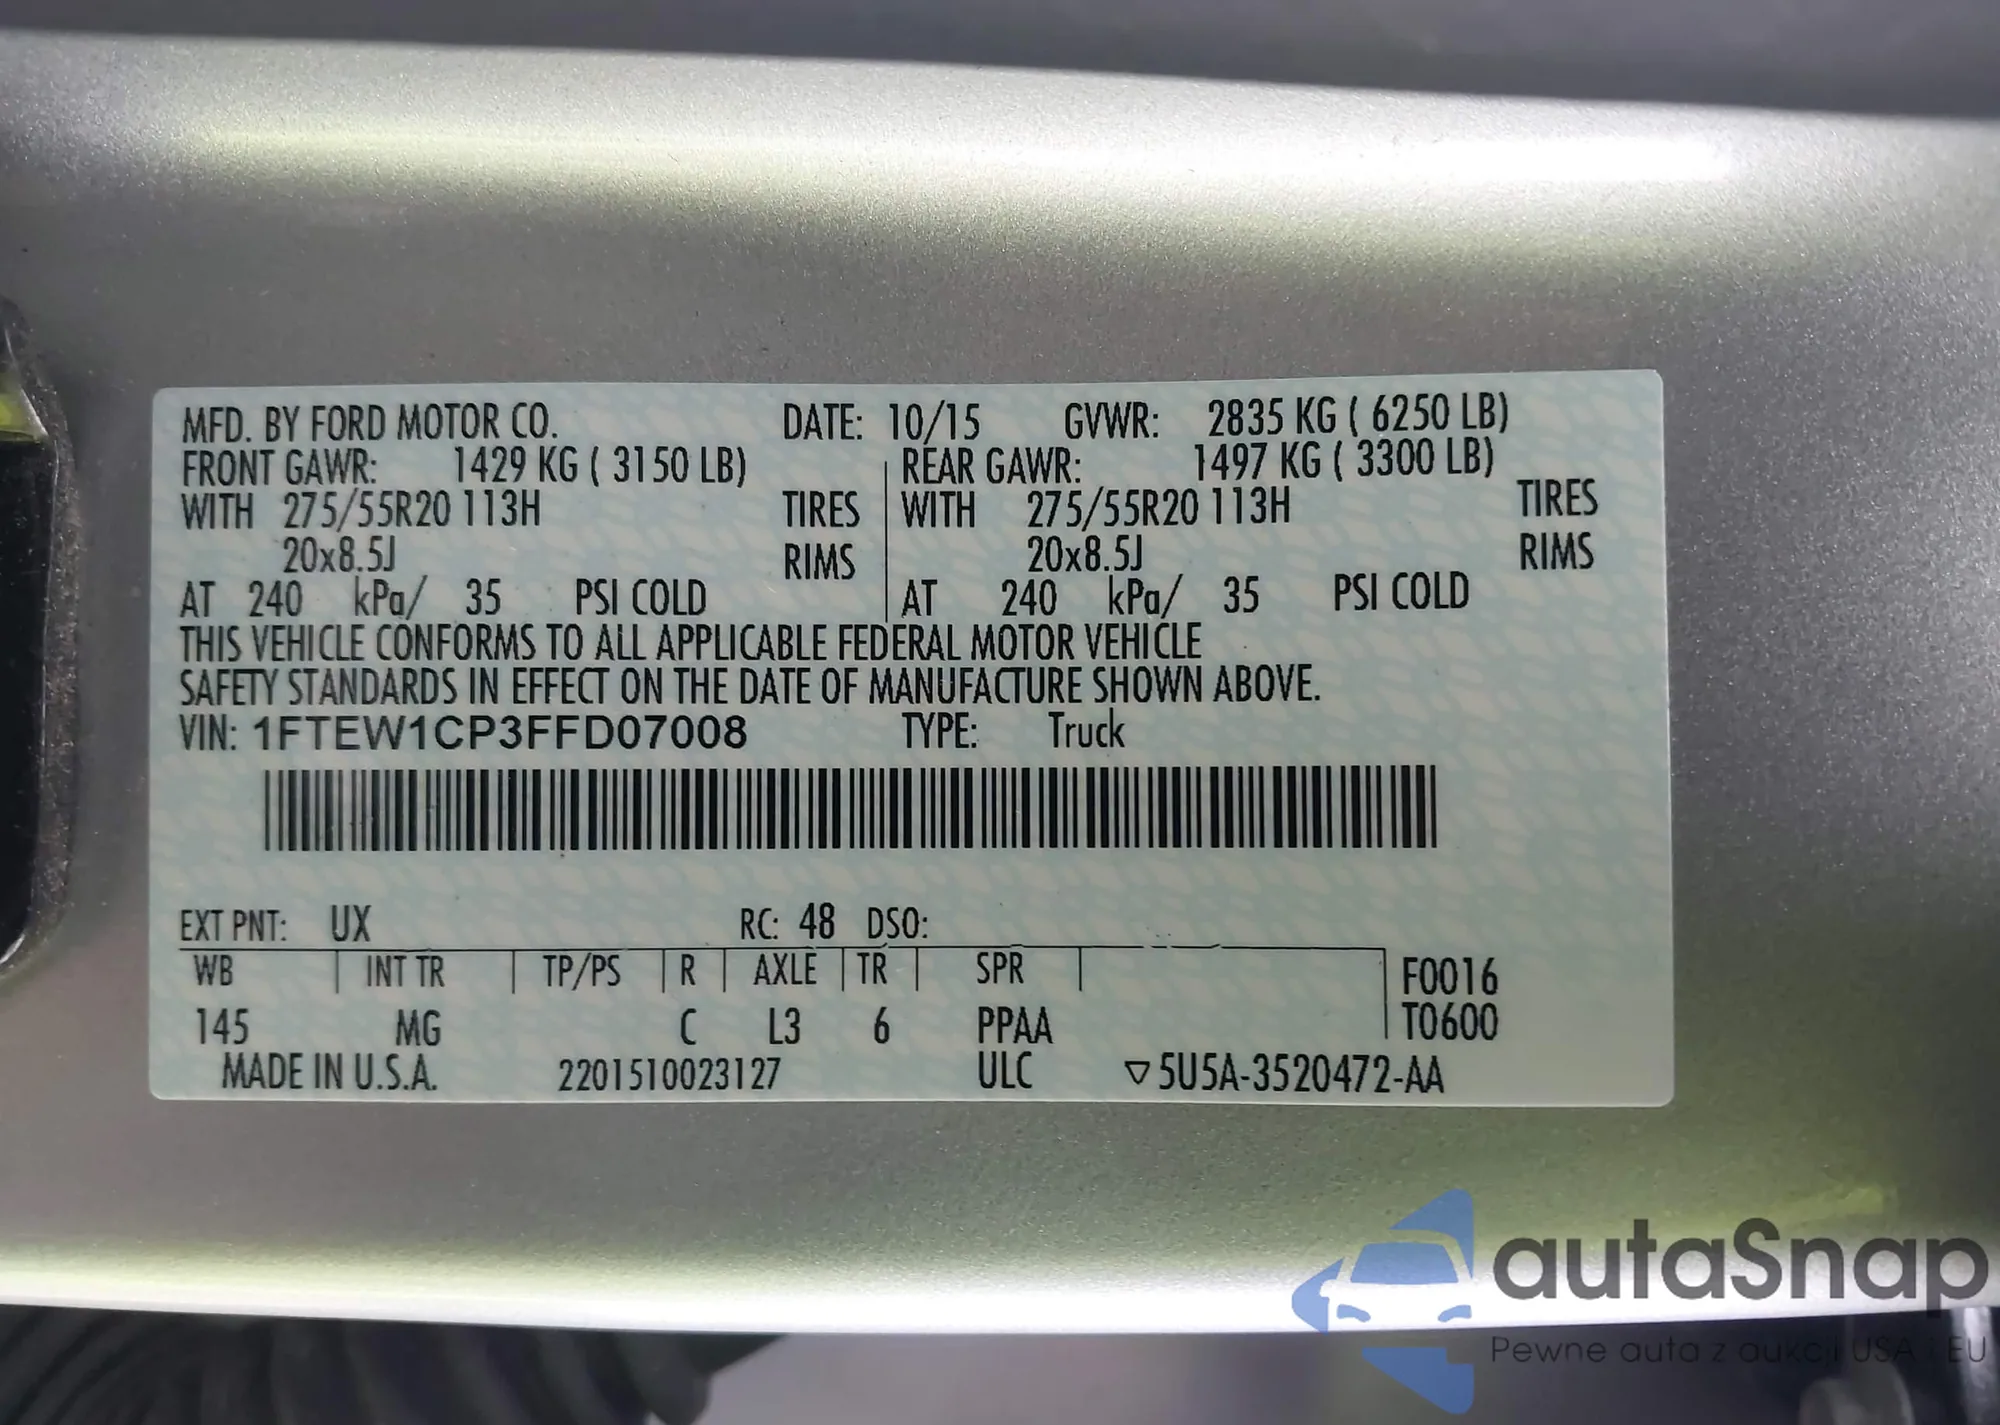 MFD. BY FORD MOTOR CO. DATE: 10/15 GVWR: 2835 KG ( 6250 LB)
FRONT GAWR: 1429 KG ( 3150 LB) REAR GAWR: 1497 KG ( 3300 LB)
WITH 275/55R20 113H TIRES WITH 275/55R20 113H TIRES
20x8.5J RIMS 20x8.5J RIMS
AT 240 kPa/ 35 PSI COLD AT 240 kPa/ 35 PSI COLD
THIS VEHICLE CONFORMS TO ALL APPLICABLE FEDERAL MOTOR VEHICLE
SAFETY STANDARDS IN EFFECT ON THE DATE OF MANUFACTURE SHOWN ABOVE.
VIN: 1FTEW1CP3FFD07008 TYPE: Truck
EXT PNT: UX RC: 48 DSO:
WB INT TR TP/PS R AXLE TR SPR F0016
145 MG C L3 6 PPAA T0600
MADE IN U.S.A. 2201510023127 ULC ▽5U5A-3520472-AA
autaSnap
Pewne auta z aukcji USA i EU